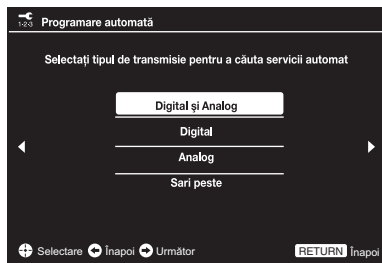 1·2·3 Programare automată
Selectați tipul de transmisie pentru a căuta servicii automat
Digital și Analog
Digital
Analog
Sari peste
Selectare Înapoi Următor RETURN Înapoi